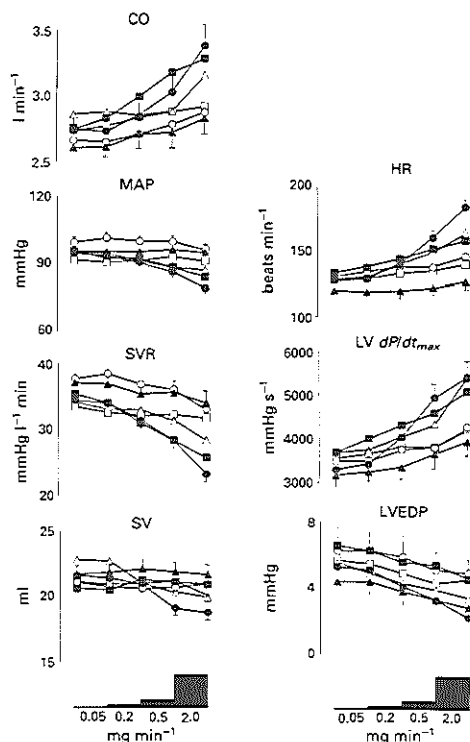 CO
3.5
3.0
2.5
l min⁻¹
MAP
120
90
60
mmHg
SVR
40
30
20
mmHg l⁻¹ min
SV
25
20
15
ml
0.05 0.2 0.5 2.0
mg min⁻¹
HR
200
150
100
beats min⁻¹
LV dP/dtmax
6000
5000
4000
3000
mmHg s⁻¹
LVEDP
8
4
0
mmHg
0.05 0.2 0.5 2.0
mg min⁻¹